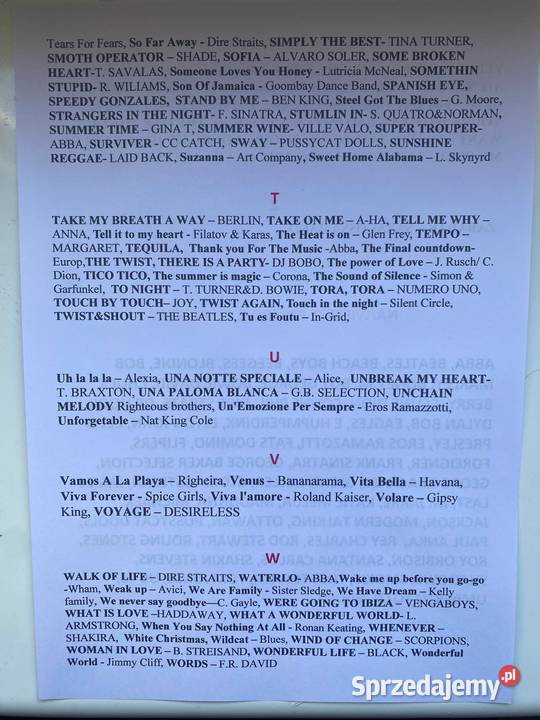 Tears For Fears, So Far Away - Dire Straits, SIMPLY THE BEST- TINA TURNER,
SMOTH OPERATOR – SHADE, SOFIA – ALVARO SOLER, SOME BROKEN
HEART-T. SAVALAS, Someone Loves You Honey - Lutricia McNeal, SOMETHIN
STUPID- R. WILIAMS, Son Of Jamaica - Goombay Dance Band, SPANISH EYE,
SPEEDY GONZALES, STAND BY ME – BEN KING, Steel Got The Blues – G. Moore,
STRANGERS IN THE NIGHT- F. SINATRA, STUMLIN IN- S. QUATRO&NORMAN,
SUMMER TIME – GINA T, SUMMER WINE- VILLE VALO, SUPER TROUPER-
ABBA, SURVIVER - CC CATCH, SWAY – PUSSYCAT DOLLS, SUNSHINE
REGGAE- LAID BACK, Suzanna – Art Company, Sweet Home Alabama – L. Skynyrd
T
TAKE MY BREATH A WAY – BERLIN, TAKE ON ME – A-HA, TELL ME WHY –
ANNA, Tell it to my heart - Filatov & Karas, The Heat is on – Glen Frey, TEMPO –
MARGARET, TEQUILA, Thank you For The Music -Abba, The Final countdown-
Europ,THE TWIST, THERE IS A PARTY- DJ BOBO, The power of Love – J. Rusch/ C.
Dion, TICO TICO, The summer is magic – Corona, The Sound of Silence - Simon &
Garfunkel, TO NIGHT – T. TURNER&D. BOWIE, TORA, TORA – NUMERO UNO,
TOUCH BY TOUCH– JOY, TWIST AGAIN, Touch in the night – Silent Circle,
TWIST&SHOUT – THE BEATLES, Tu es Foutu – In-Grid,
U
Uh la la la – Alexia, UNA NOTTE SPECIALE – Alice, UNBREAK MY HEART-
T. BRAXTON, UNA PALOMA BLANCA – G.B. SELECTION, UNCHAIN
MELODY Righteous brothers, Un'Emozione Per Sempre - Eros Ramazzotti,
Unforgetable – Nat King Cole
V
Vamos A La Playa – Righeira, Venus – Bananarama, Vita Bella – Havana,
Viva Forever - Spice Girls, Viva l'amore - Roland Kaiser, Volare – Gipsy
King, VOYAGE – DESIRELESS
W
WALK OF LIFE – DIRE STRAITS, WATERLO- ABBA,Wake me up before you go-go
-Wham, Weak up – Avici, We Are Family - Sister Sledge, We Have Dream – Kelly
family, We never say goodbye—C. Gayle, WERE GOING TO IBIZA – VENGABOYS,
WHAT IS LOVE –HADDAWAY, WHAT A WONDERFUL WORLD- L.
ARMSTRONG, When You Say Nothing At All - Ronan Keating, WHENEVER –
SHAKIRA, White Christmas, Wildcat – Blues, WIND OF CHANGE – SCORPIONS,
WOMAN IN LOVE – B. STREISAND, WONDERFUL LIFE – BLACK, Wonderful
World - Jimmy Cliff, WORDS – F.R. DAVID
Sprzedajemy.pl